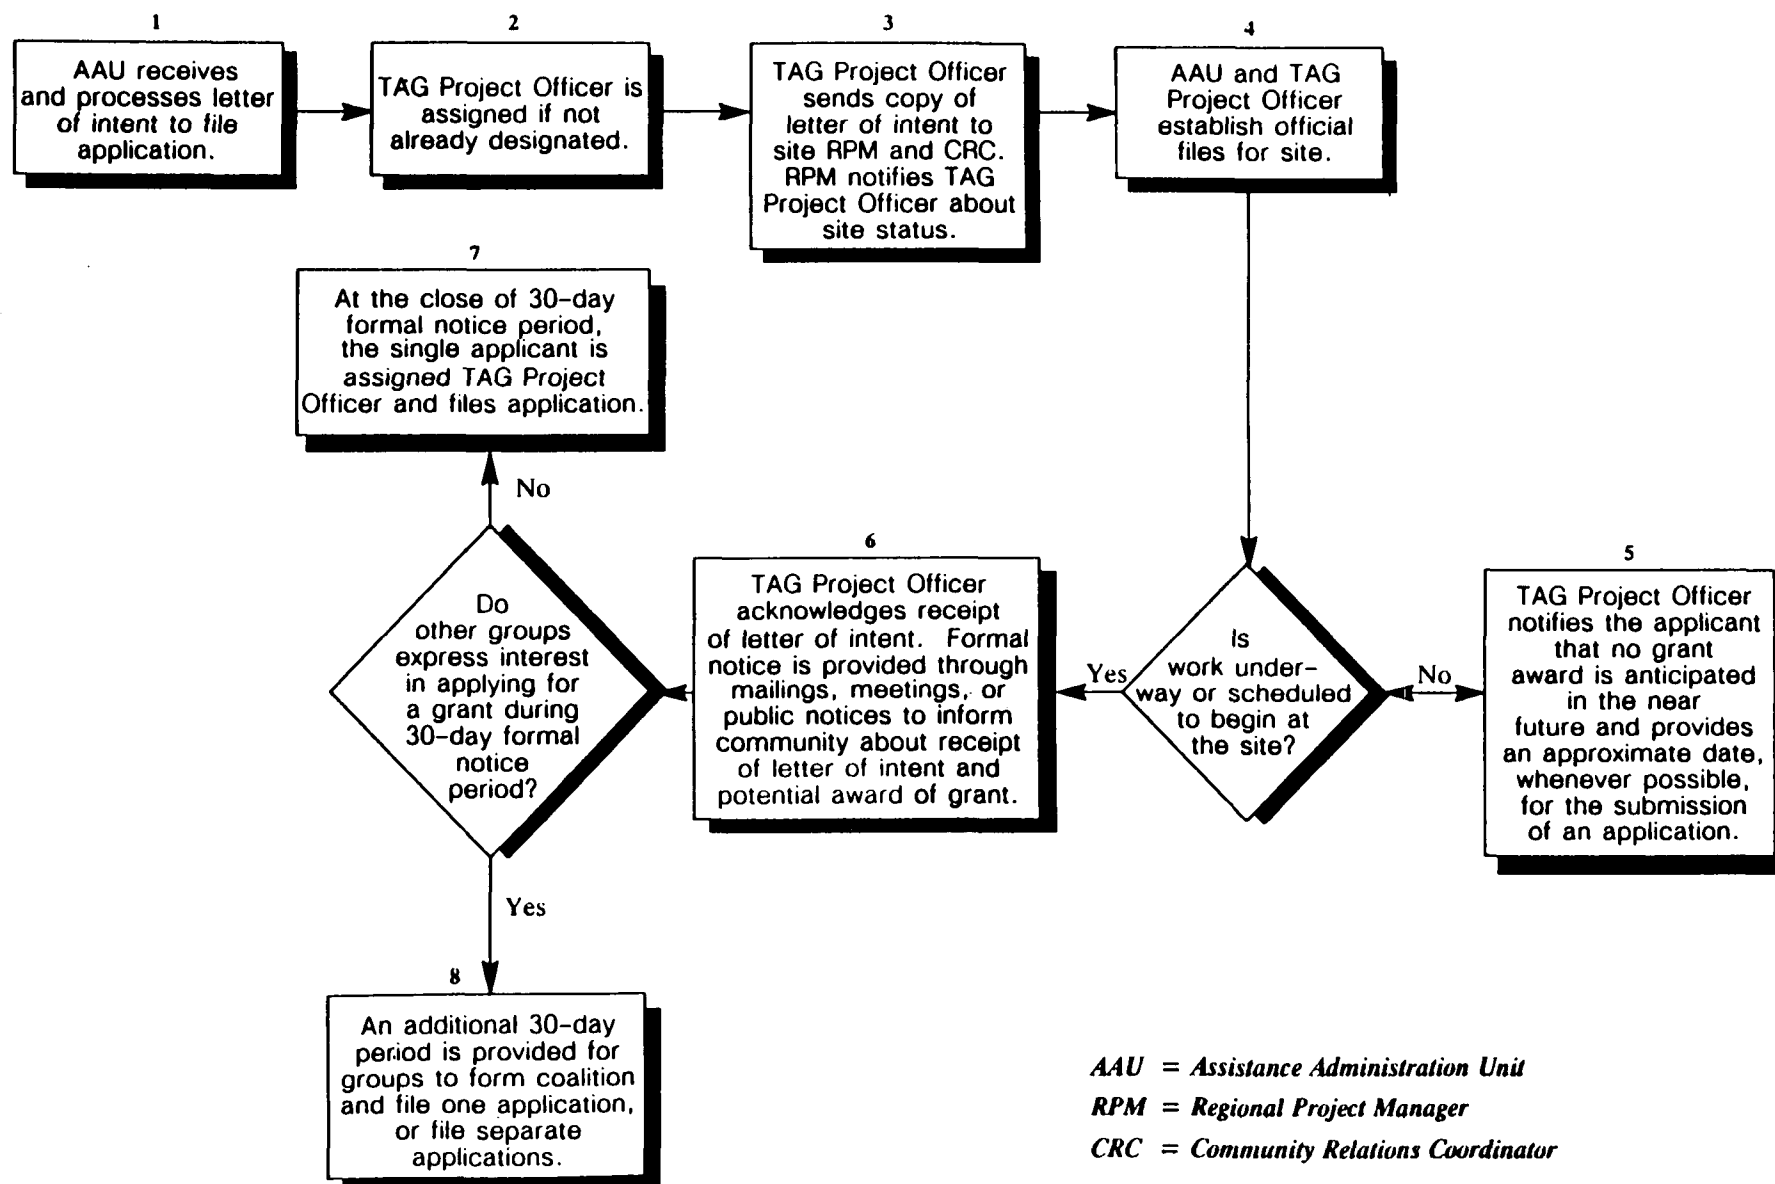 1
AAU receives
and processes letter
of intent to file
application.
2
TAG Project Officer is
assigned if not
already designated.
3
TAG Project Officer
sends copy of
letter of intent to
site RPM and CRC.
RPM notifies TAG
Project Officer about
site status.
4
AAU and TAG
Project Officer
establish official
files for site.
Is
work under-
way or scheduled
to begin at
the site?
No
5
TAG Project Officer
notifies the applicant
that no grant
award is anticipated
in the near
future and provides
an approximate date,
whenever possible,
for the submission
of an application.
Yes
6
TAG Project Officer
acknowledges receipt
of letter of intent. Formal
notice is provided through
mailings, meetings, or
public notices to inform
community about receipt
of letter of intent and
potential award of grant.
Do
other groups
express interest
in applying for
a grant during
30-day formal
notice
period?
No
7
At the close of 30-day
formal notice period,
the single applicant is
assigned TAG Project
Officer and files application.
Yes
8
An additional 30-day
period is provided for
groups to form coalition
and file one application,
or file separate
applications.
AAU = Assistance Administration Unit
RPM = Regional Project Manager
CRC = Community Relations Coordinator